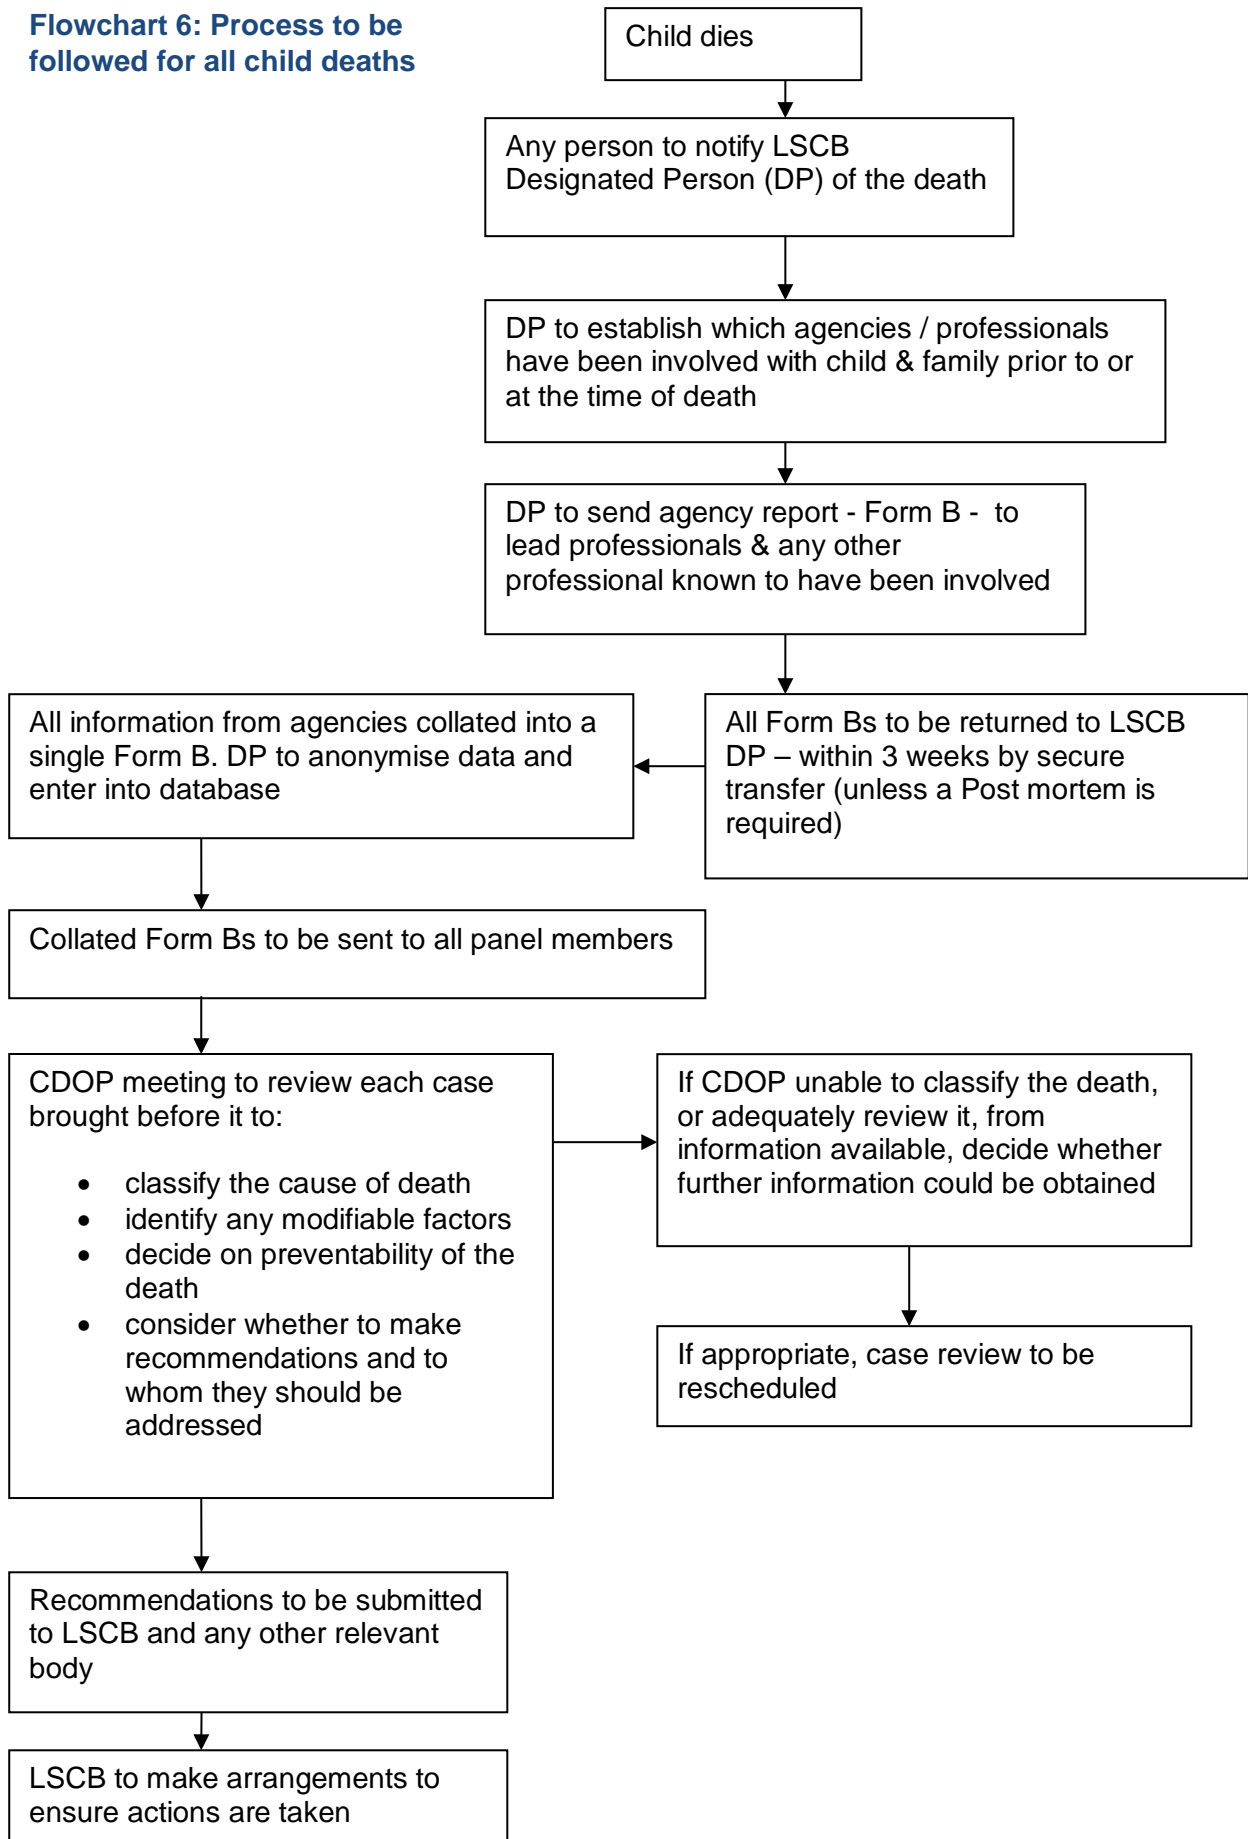 Flowchart 6: Process to be
followed for all child deaths
Child dies
Any person to notify LSCB
Designated Person (DP) of the death
DP to establish which agencies / professionals
have been involved with child & family prior to or
at the time of death
DP to send agency report - Form B -  to
lead professionals & any other
professional known to have been involved
All Form Bs to be returned to LSCB
DP – within 3 weeks by secure
transfer (unless a Post mortem is
required)
All information from agencies collated into a
single Form B. DP to anonymise data and
enter into database
Collated Form Bs to be sent to all panel members
CDOP meeting to review each case
brought before it to:
• classify the cause of death
• identify any modifiable factors
• decide on preventability of the
death
• consider whether to make
recommendations and to
whom they should be
addressed
If CDOP unable to classify the death,
or adequately review it, from
information available, decide whether
further information could be obtained
If appropriate, case review to be
rescheduled
Recommendations to be submitted
to LSCB and any other relevant
body
LSCB to make arrangements to
ensure actions are taken